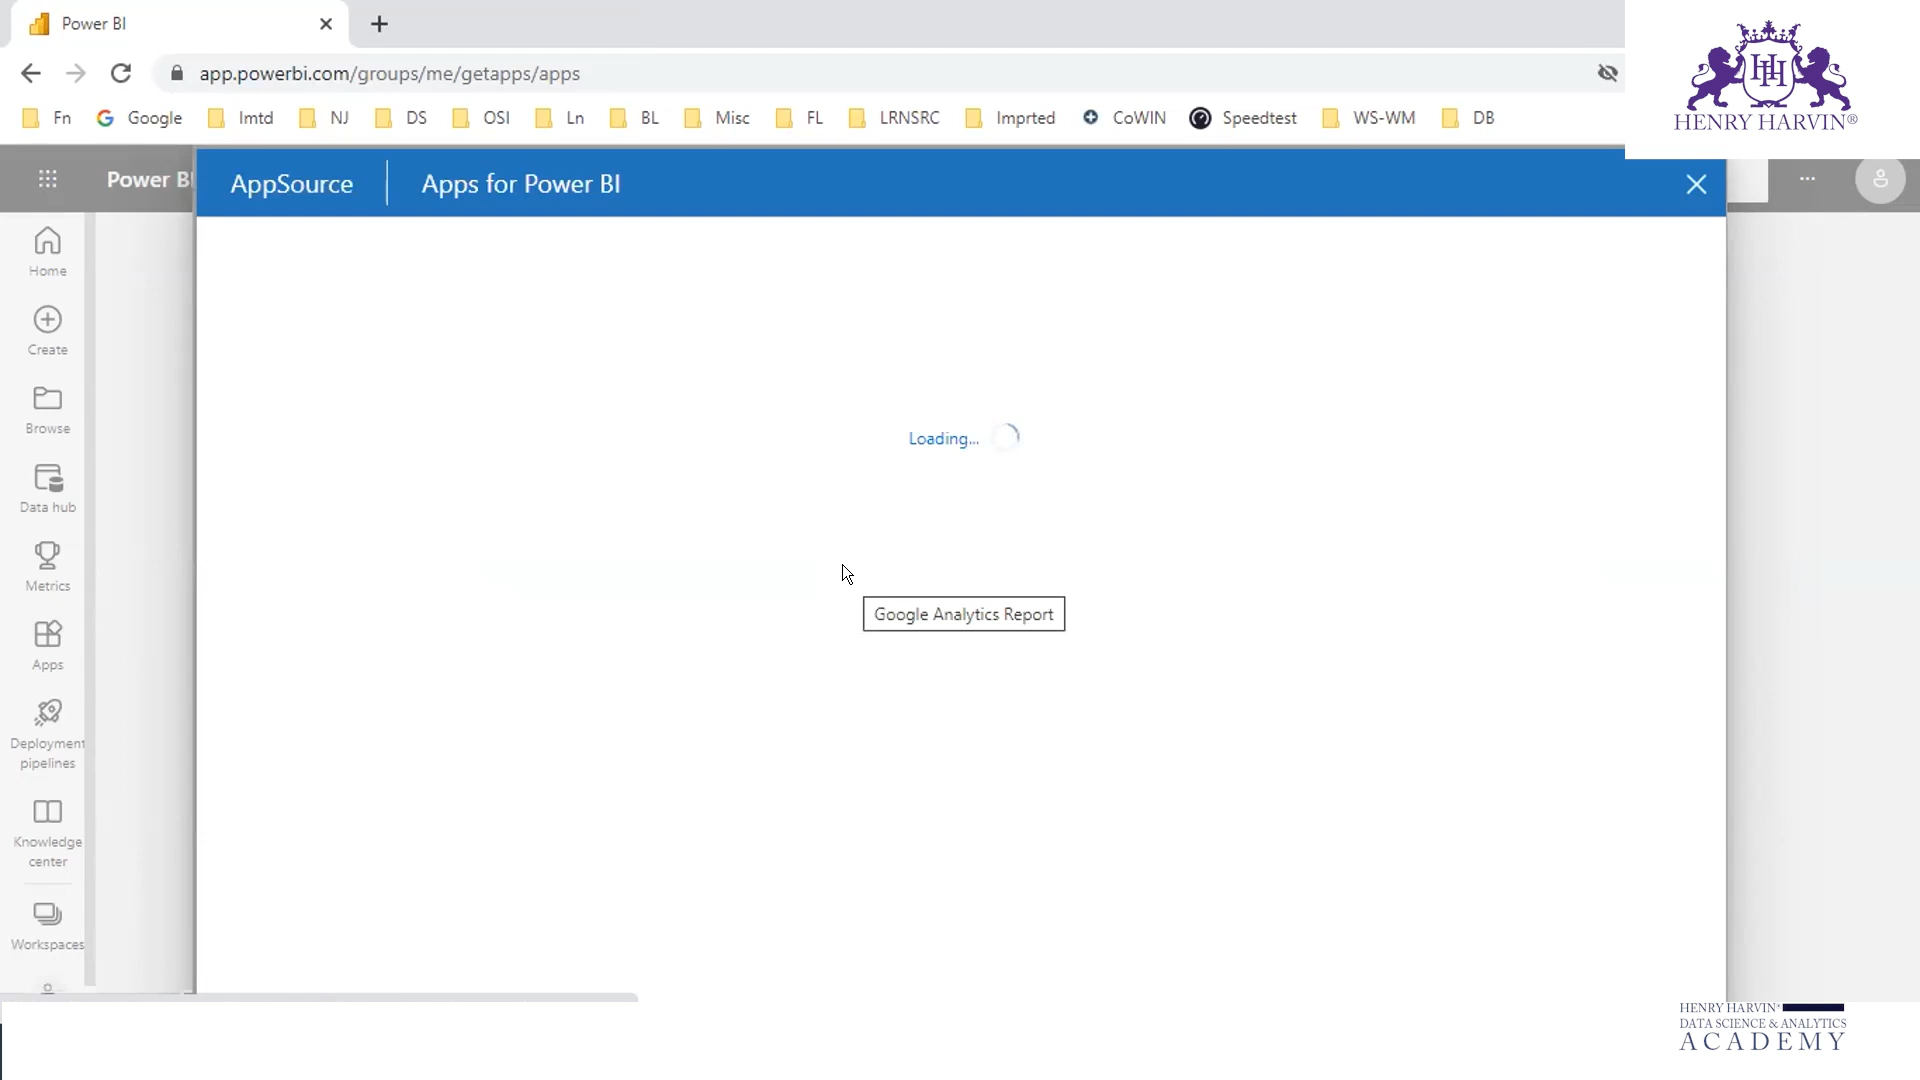 Power BI
app.powerbi.com/groups/me/getapps/apps
Fn Google Imtd NJ DS OSI Ln BL Misc FL LRNSRC Imprted CoWIN Speedtest WS-WM DB
HENRY HARVIN®
Power BI
AppSource
Apps for Power BI
Home
Create
Browse
Data hub
Metrics
Apps
Deployment
pipelines
Knowledge
center
Workspaces
Loading...
Google Analytics Report
HENRY HARVIN®
DATA SCIENCE & ANALYTICS
ACADEMY